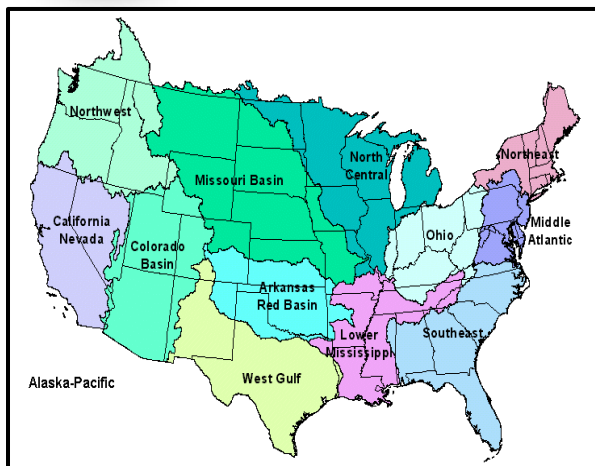 Northwest
Missouri Basin
North
Central
Northeast
California
Nevada
Colorado
Basin
Ohio
Middle
Atlantic
Arkansas
Red Basin
Lower
Mississippi
Southeast
West Gulf
Alaska-Pacific